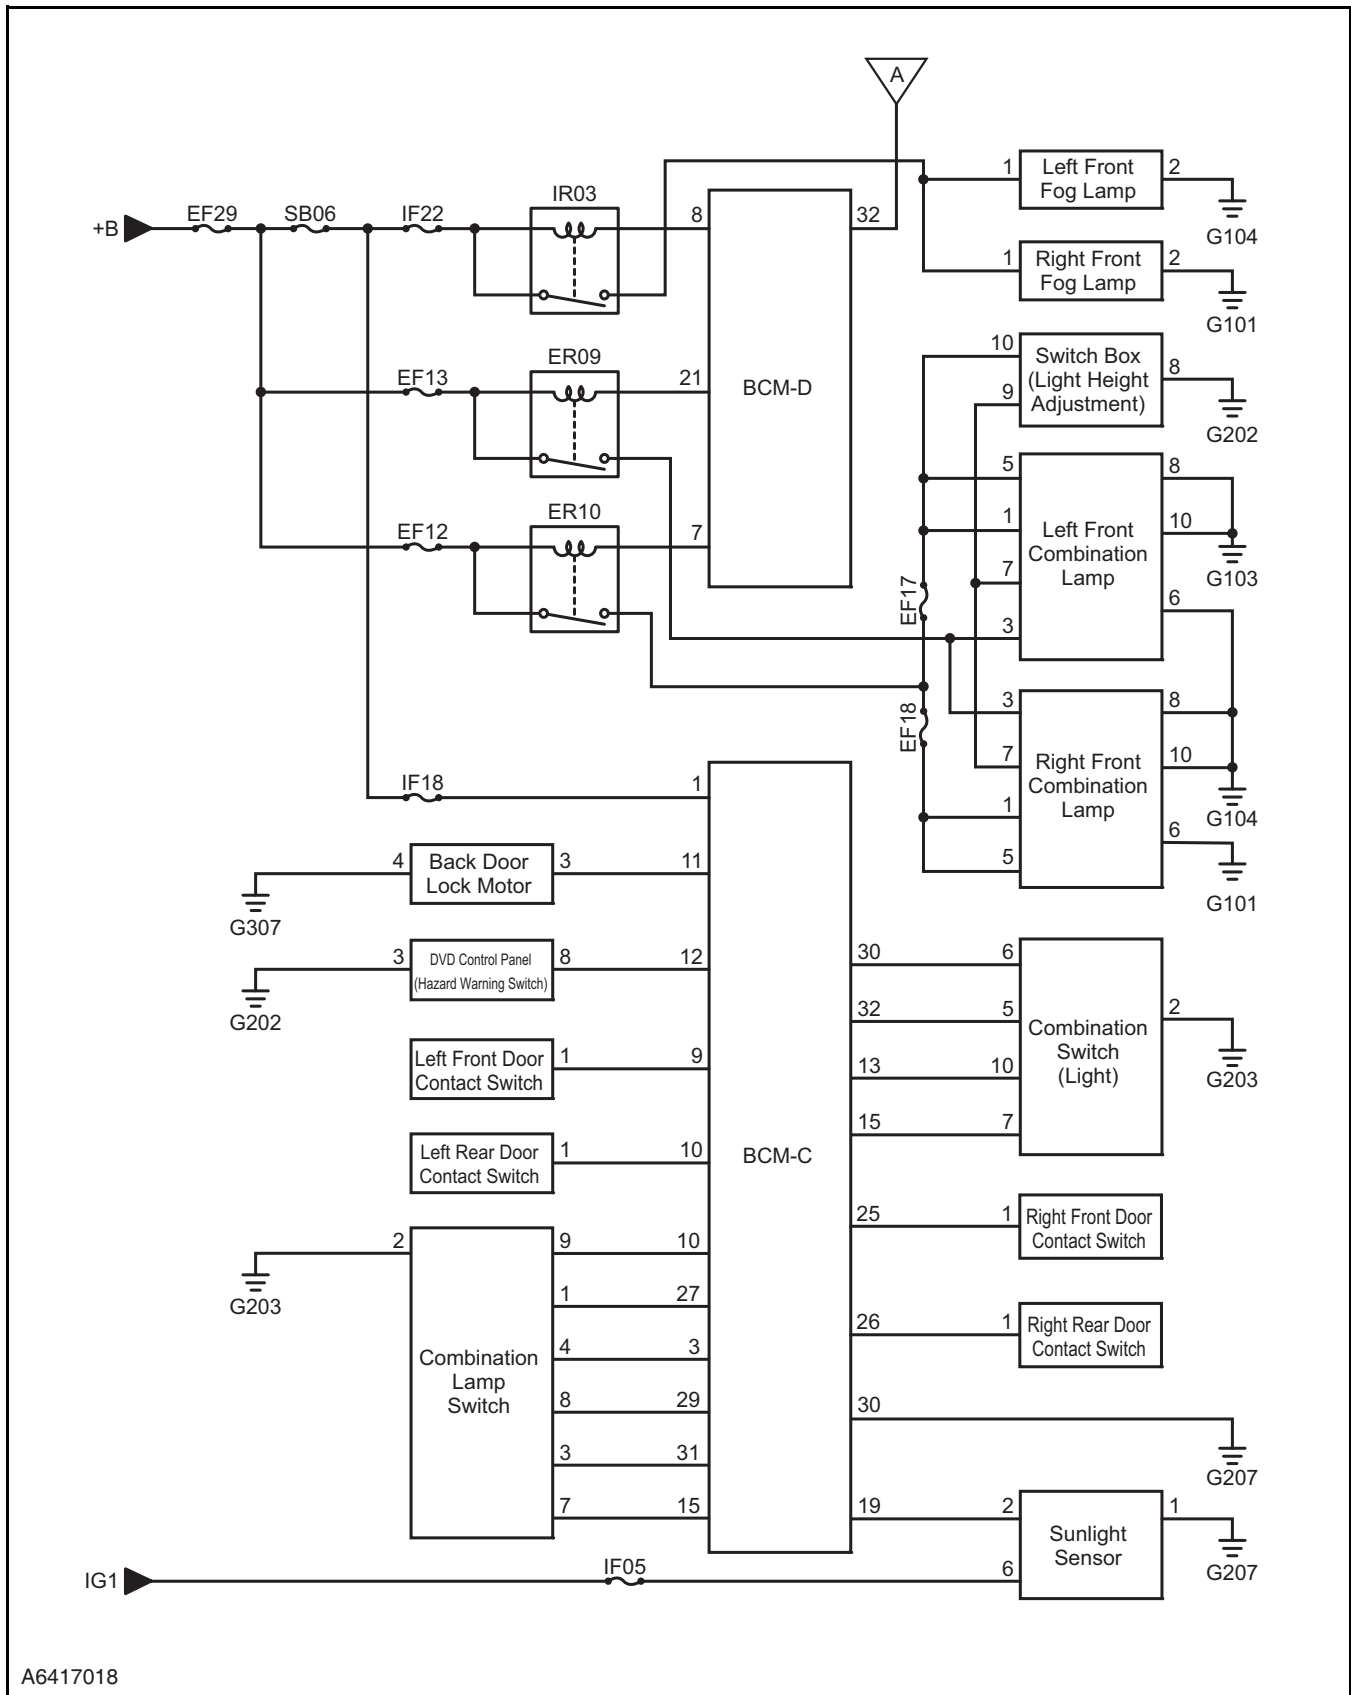 A
IR03
1
Left Front
Fog Lamp
2
+B
EF29
SB06
IF22
8
32
G104
1
Right Front
Fog Lamp
2
G101
ER09
10
Switch Box
(Light Height
Adjustment)
8
9
EF13
21
BCM-D
G202
5
Left Front
Combination
Lamp
8
1
10
7
G103
3
6
ER10
EF12
7
EF17
EF18
3
Right Front
Combination
Lamp
8
7
10
1
G104
5
6
G101
IF18
1
4
Back Door
Lock Motor
3
11
G307
3
DVD Control Panel
(Hazard Warning Switch)
8
12
G202
Left Front Door
Contact Switch
1
9
Left Rear Door
Contact Switch
1
10
BCM-C
30
6
32
5
Combination
Switch
(Light)
2
13
10
G203
15
7
25
1
Right Front Door
Contact Switch
26
1
Right Rear Door
Contact Switch
2
9
10
G203
1
27
Combination
Lamp
Switch
4
3
8
29
3
31
7
15
30
G207
19
2
Sunlight
Sensor
1
G207
IG1
IF05
6
A6417018